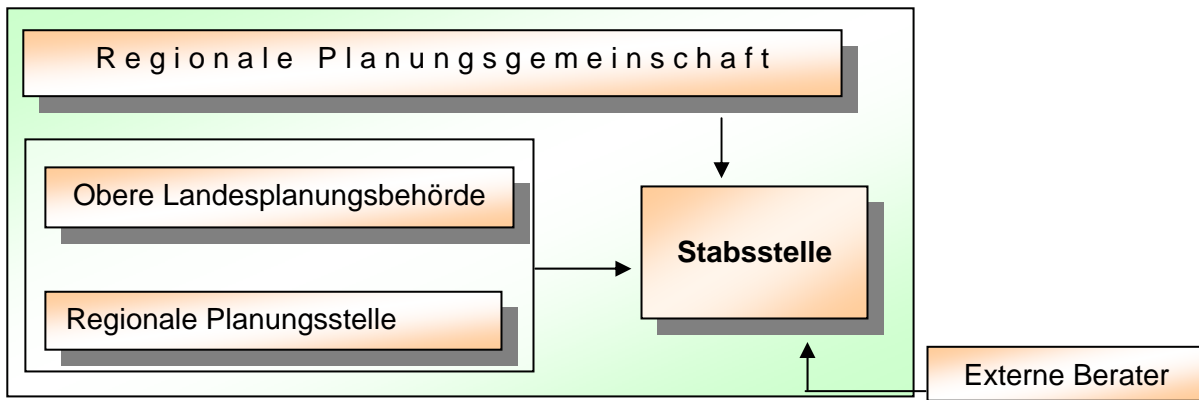 Regionale Planungsgemeinschaft
Obere Landesplanungsbehörde
Stabsstelle
Regionale Planungsstelle
Externe Berater